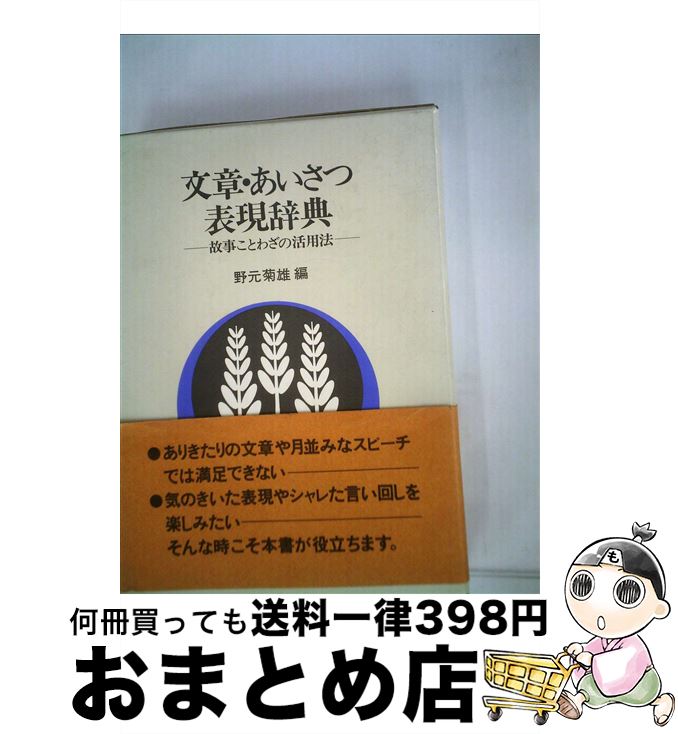 文章・あいさつ
表現辞典
―故事ことわざの活用法―
野元菊雄 編
●ありきたりの文章や月並みなスピーチ
では満足できない――――
●気のきいた表現やシャレた言い回しを
楽しみたい――――
そんな時こそ本書が役立ちます。
も
何冊買っても送料一律398円
おまとめ店